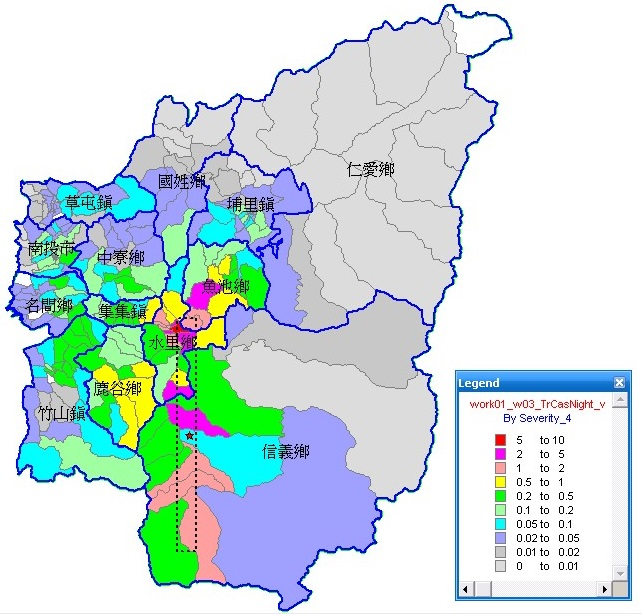 仁愛鄉
國姓鄉
草屯鎮
埔里鎮
南投市
中寮鄉
魚池鄉
名間鄉
集集鎮
水里鄉
鹿谷鄉
竹山鎮
信義鄉
Legend
work01_w03_TrCasNight_v
By Severity_4
5 to 10
2 to 5
1 to 2
0.5 to 1
0.2 to 0.5
0.1 to 0.2
0.05 to 0.1
0.02 to 0.05
0.01 to 0.02
0 to 0.01